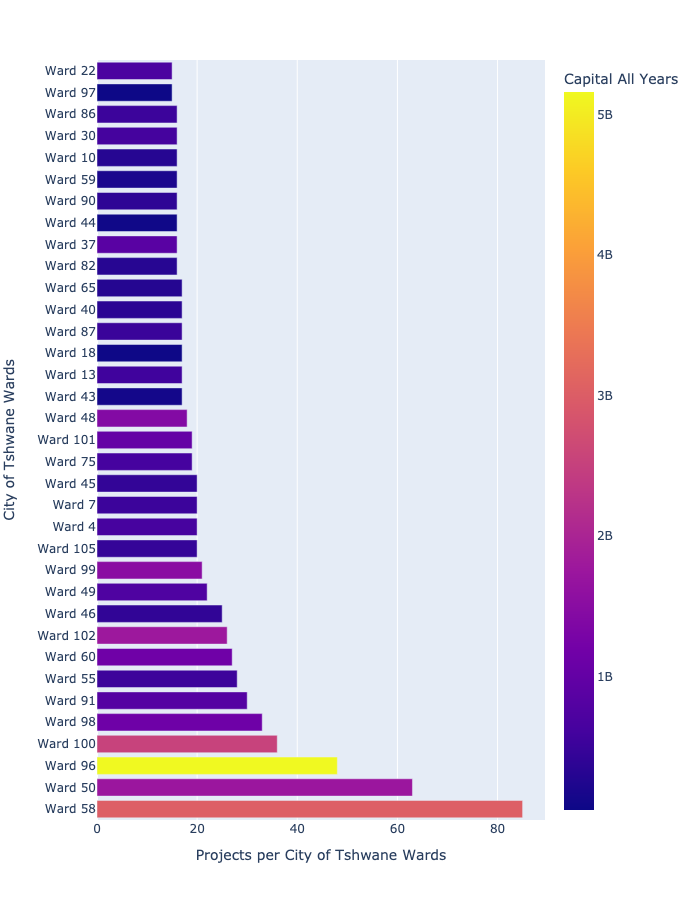 Capital All Years
Ward 22
Ward 97
Ward 86
Ward 30
Ward 10
Ward 59
Ward 90
Ward 44
Ward 37
Ward 82
Ward 65
Ward 40
Ward 87
Ward 18
Ward 13
Ward 43
Ward 48
Ward 101
Ward 75
Ward 45
Ward 7
Ward 4
Ward 105
Ward 99
Ward 49
Ward 46
Ward 102
Ward 60
Ward 55
Ward 91
Ward 98
Ward 100
Ward 96
Ward 50
Ward 58
City of Tshwane Wards
0 20 40 60 80
Projects per City of Tshwane Wards
5B
4B
3B
2B
1B